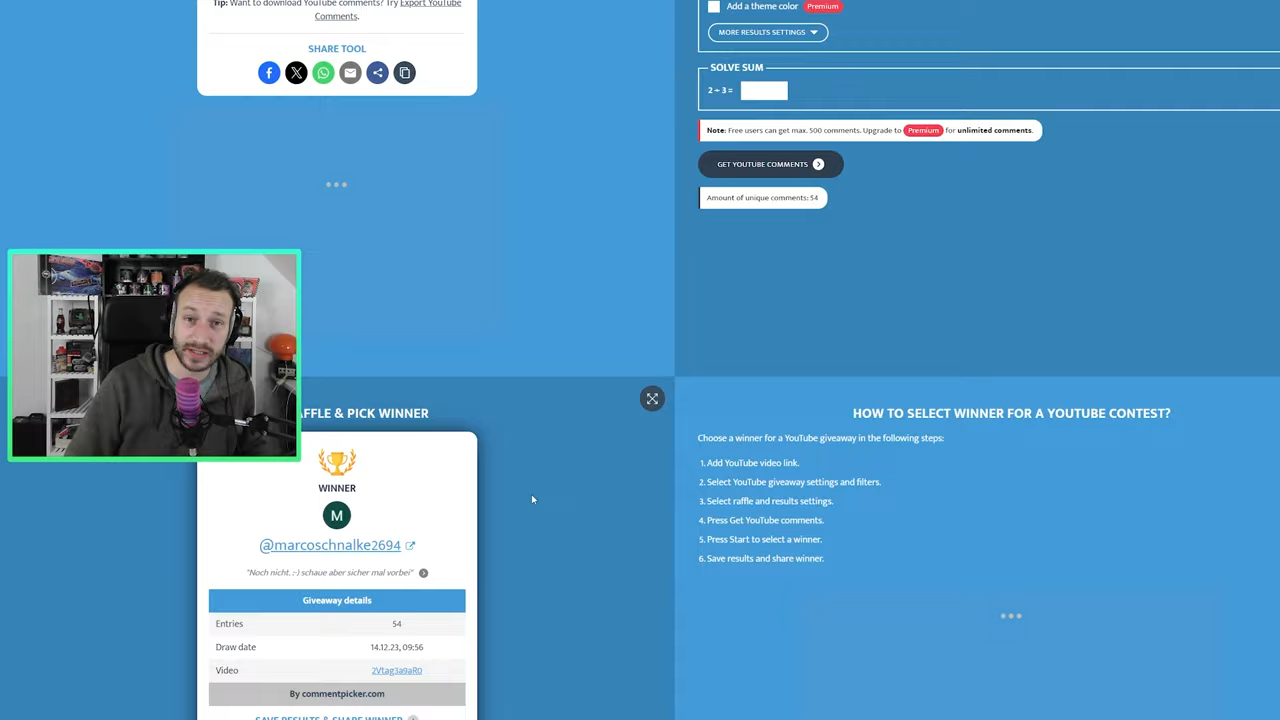 Tip: Want to download YouTube comments? Try Export YouTube
Comments.
SHARE TOOL
Add a theme color Premium
MORE RESULTS SETTINGS
SOLVE SUM
2 + 3 =
Note: Free users can get max. 500 comments. Upgrade to Premium for unlimited comments.
GET YOUTUBE COMMENTS
Amount of unique comments: 54
AFFLE & PICK WINNER
WINNER
M
@marcoschnalke2694
"Noch nicht. :-) schaue aber sicher mal vorbei"
Giveaway details
Entries 54
Draw date 14.12.23, 09:56
Video 2Vtag3a9aR0
By commentpicker.com
SAVE RESULTS & SHARE WINNER
HOW TO SELECT WINNER FOR A YOUTUBE CONTEST?
Choose a winner for a YouTube giveaway in the following steps:
1. Add YouTube video link.
2. Select YouTube giveaway settings and filters.
3. Select raffle and results settings.
4. Press Get YouTube comments.
5. Press Start to select a winner.
6. Save results and share winner.